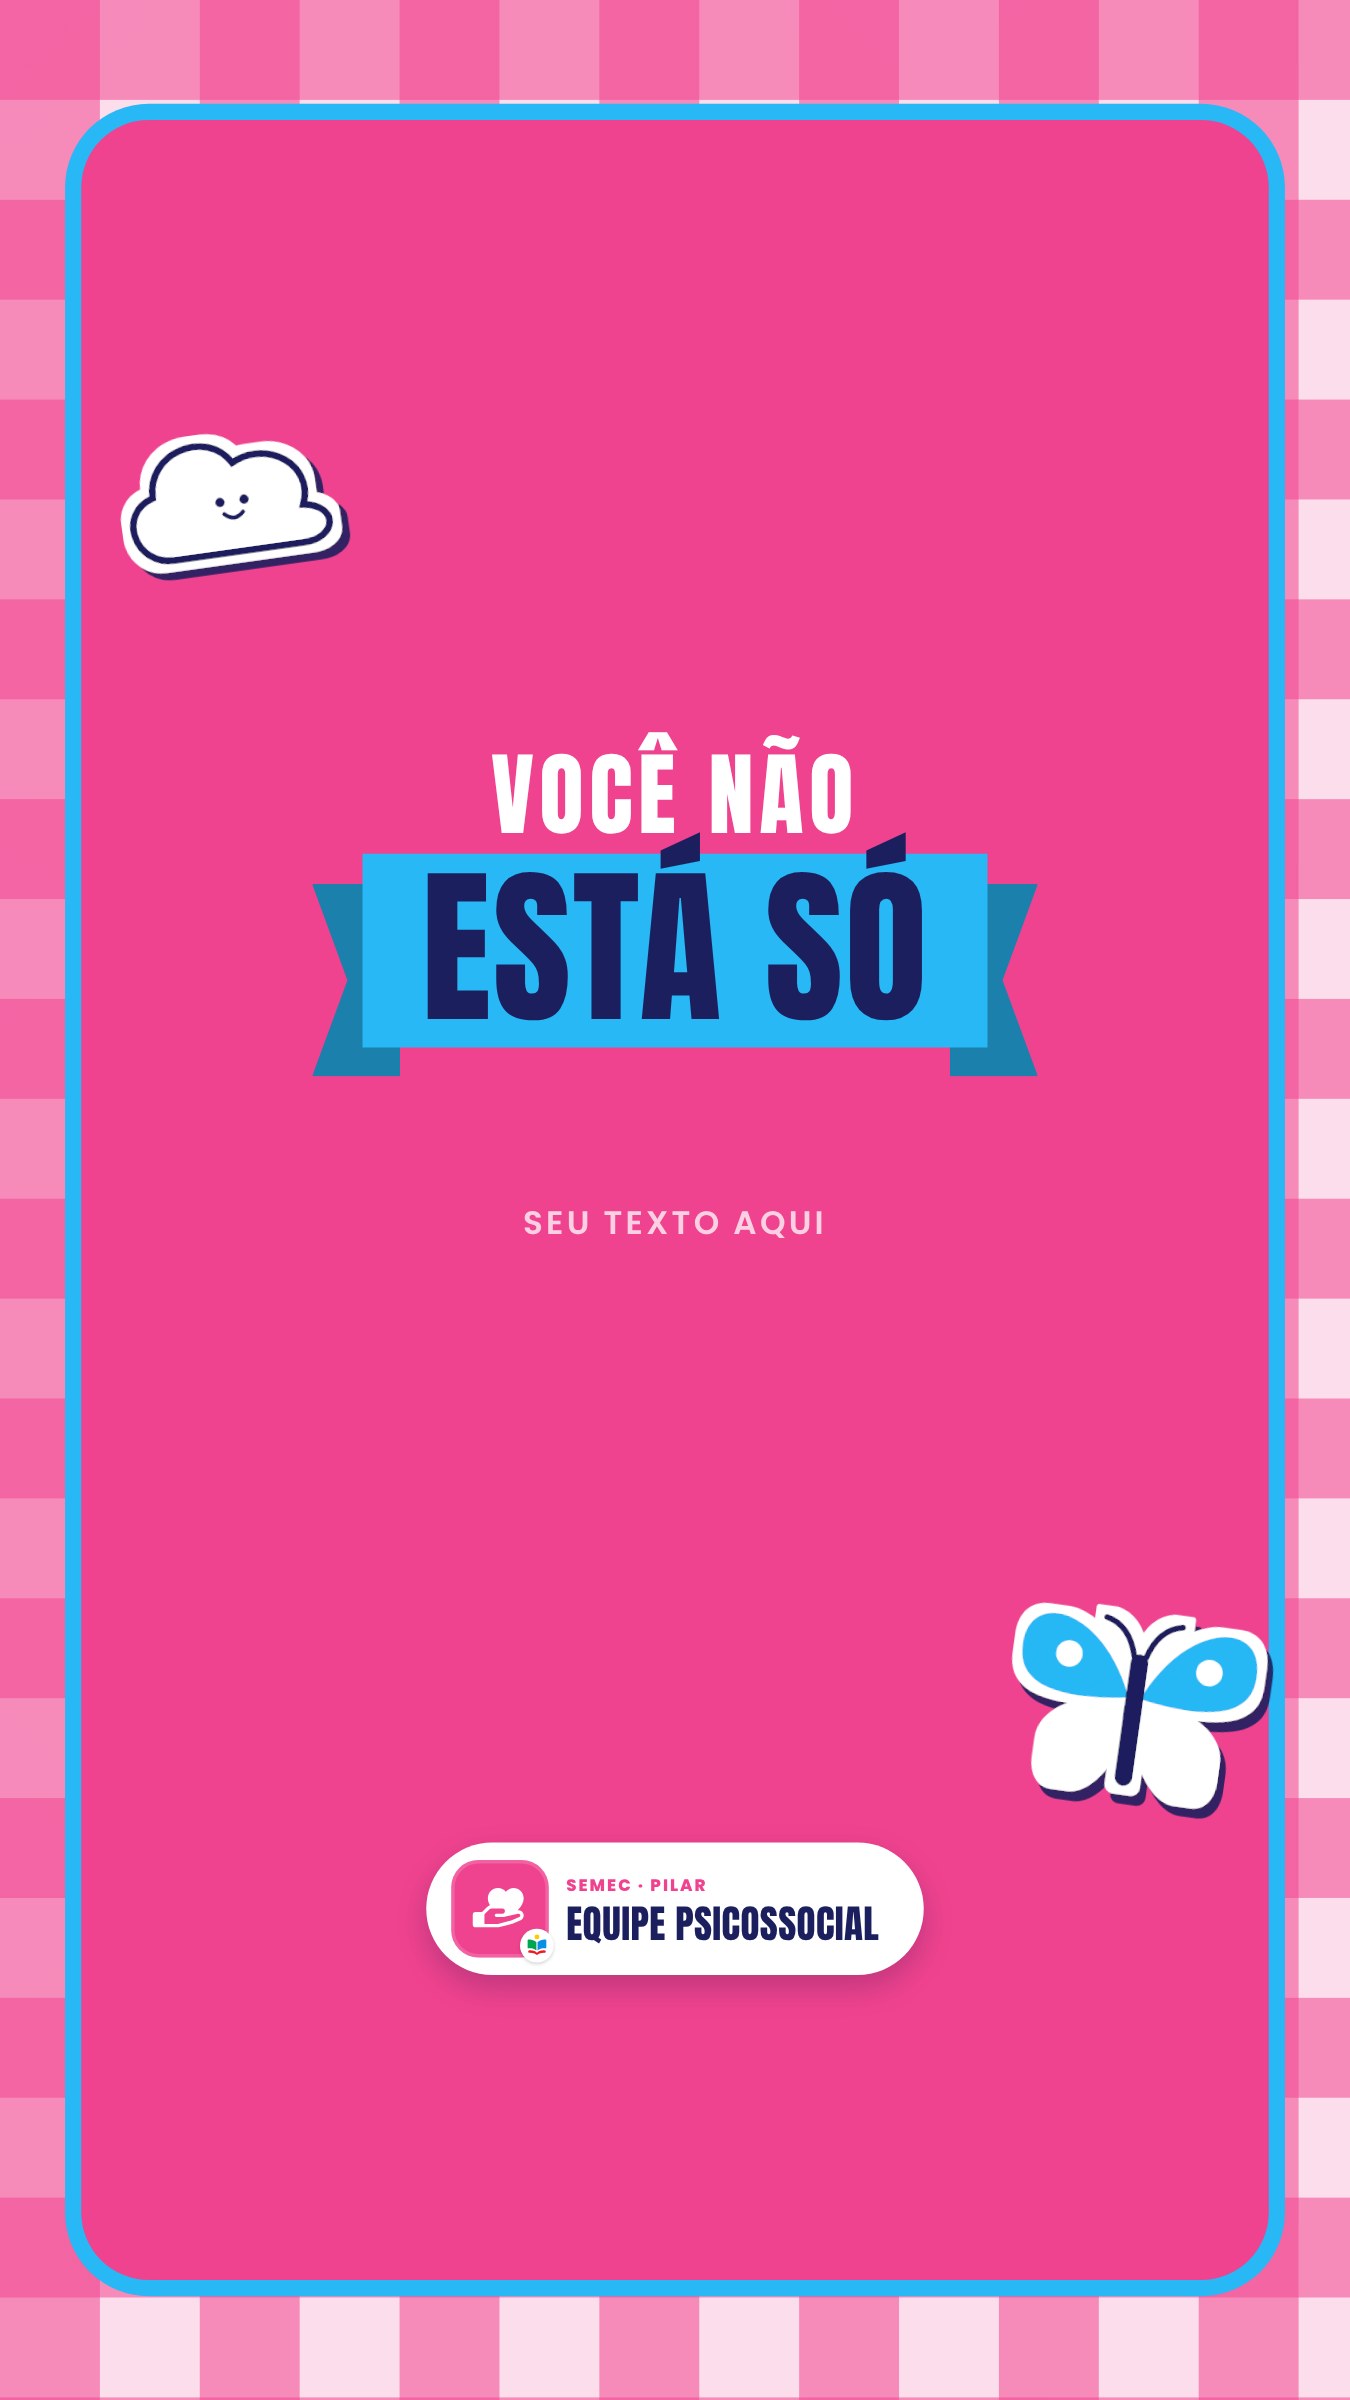 VOCÊ NÃO
ESTÁ SÓ
SEU TEXTO AQUI
SEMEC · PILAR
EQUIPE PSICOSSOCIAL